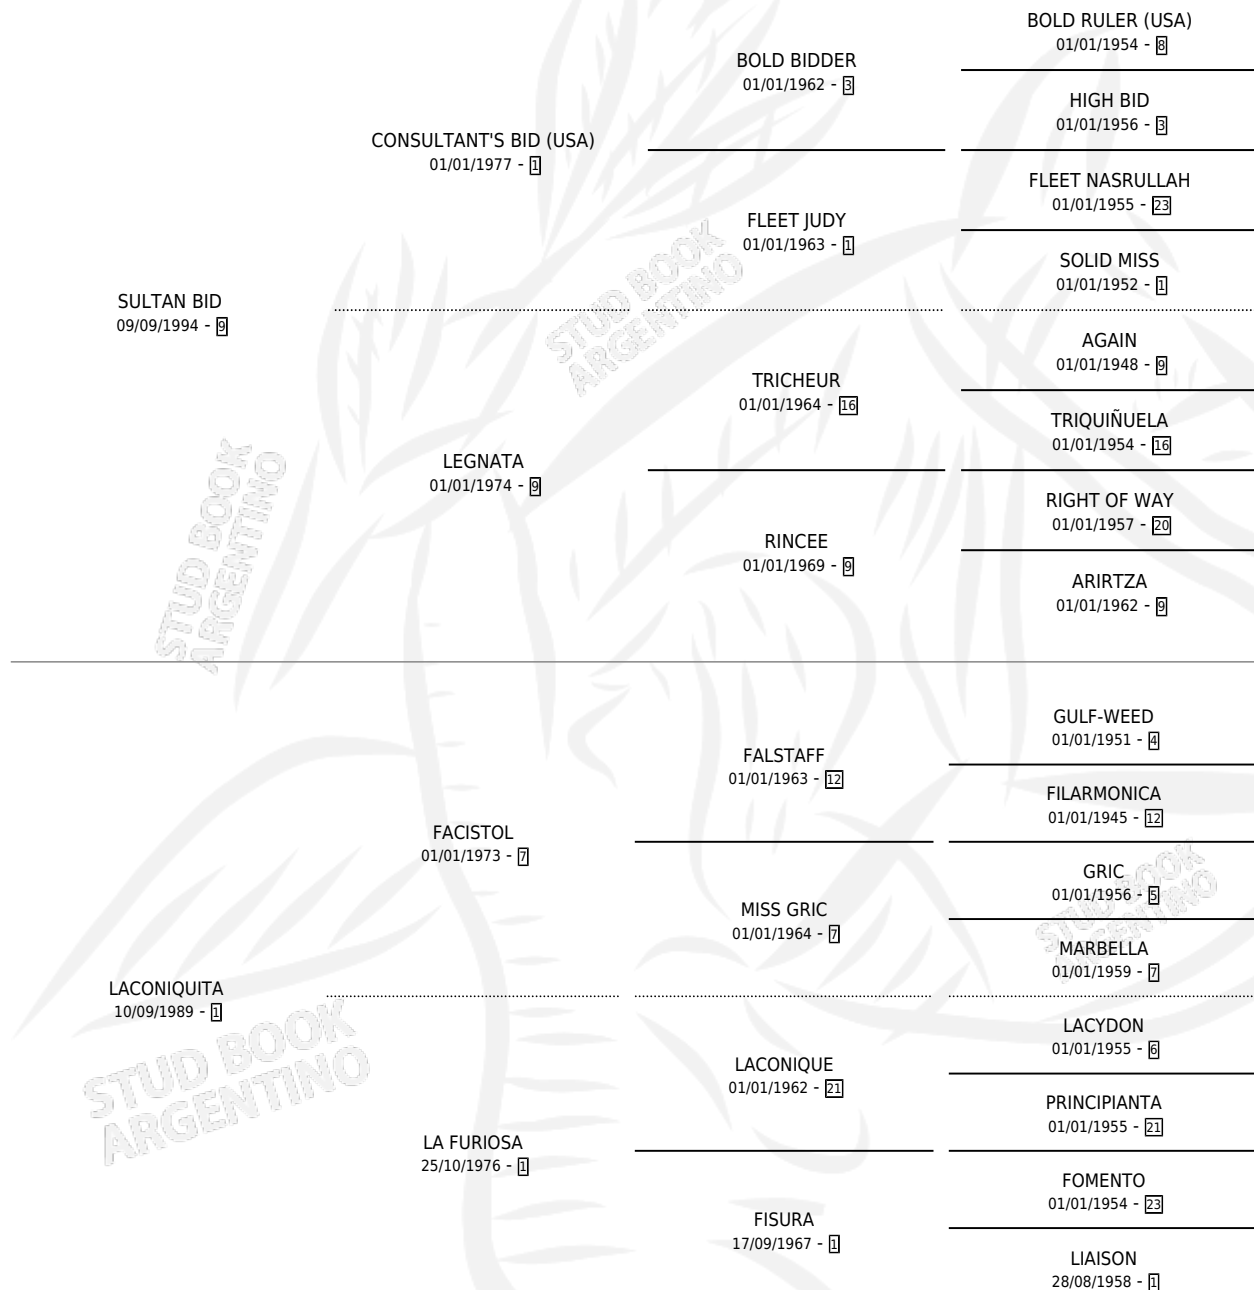 BOLD RULER (USA)
01/01/1954 - 8
BOLD BIDDER
01/01/1962 - 3
HIGH BID
01/01/1956 - 3
CONSULTANT'S BID (USA)
01/01/1977 - 1
FLEET NASRULLAH
01/01/1955 - 23
FLEET JUDY
01/01/1963 - 1
SOLID MISS
01/01/1952 - 1
SULTAN BID
09/09/1994 - 9
STUD BOOK
ARGENTINO
AGAIN
01/01/1948 - 9
TRICHEUR
01/01/1964 - 16
TRIQUIÑUELA
01/01/1954 - 16
LEGNATA
01/01/1974 - 9
RIGHT OF WAY
01/01/1957 - 20
RINCEE
01/01/1969 - 9
ARIRTZA
01/01/1962 - 9
STUD BOOK
ARGENTINO
GULF-WEED
01/01/1951 - 4
FALSTAFF
01/01/1963 - 12
FILARMONICA
01/01/1945 - 12
FACISTOL
01/01/1973 - 7
GRIC
01/01/1956 - 5
MISS GRIC
01/01/1964 - 7
STUD BOOK
ARGENTINO
MARBELLA
01/01/1959 - 7
LACONIQUITA
10/09/1989 - 1
LACYDON
01/01/1955 - 6
LACONIQUE
01/01/1962 - 21
STUD BOOK
ARGENTINO
PRINCIPIANTA
01/01/1955 - 21
LA FURIOSA
25/10/1976 - 1
FOMENTO
01/01/1954 - 23
FISURA
17/09/1967 - 1
LIAISON
28/08/1958 - 1